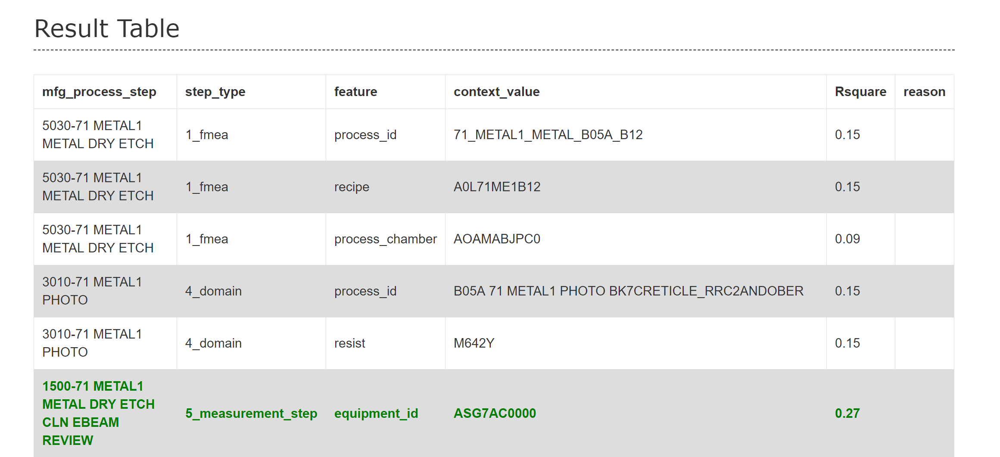 Result Table
mfg_process_step step_type feature context_value Rsquare reason
5030-71 METAL1
METAL DRY ETCH
1_fmea process_id 71_METAL1_METAL_B05A_B12 0.15
5030-71 METAL1
METAL DRY ETCH
1_fmea recipe A0L71ME1B12 0.15
5030-71 METAL1
METAL DRY ETCH
1_fmea process_chamber AOAMABJPC0 0.09
3010-71 METAL1
PHOTO
4_domain process_id B05A 71 METAL1 PHOTO BK7CRETICLE_RRC2ANDOBER 0.15
3010-71 METAL1
PHOTO
4_domain resist M642Y 0.15
1500-71 METAL1
METAL DRY ETCH
CLN EBEAM
REVIEW
5_measurement_step equipment_id ASG7AC0000 0.27